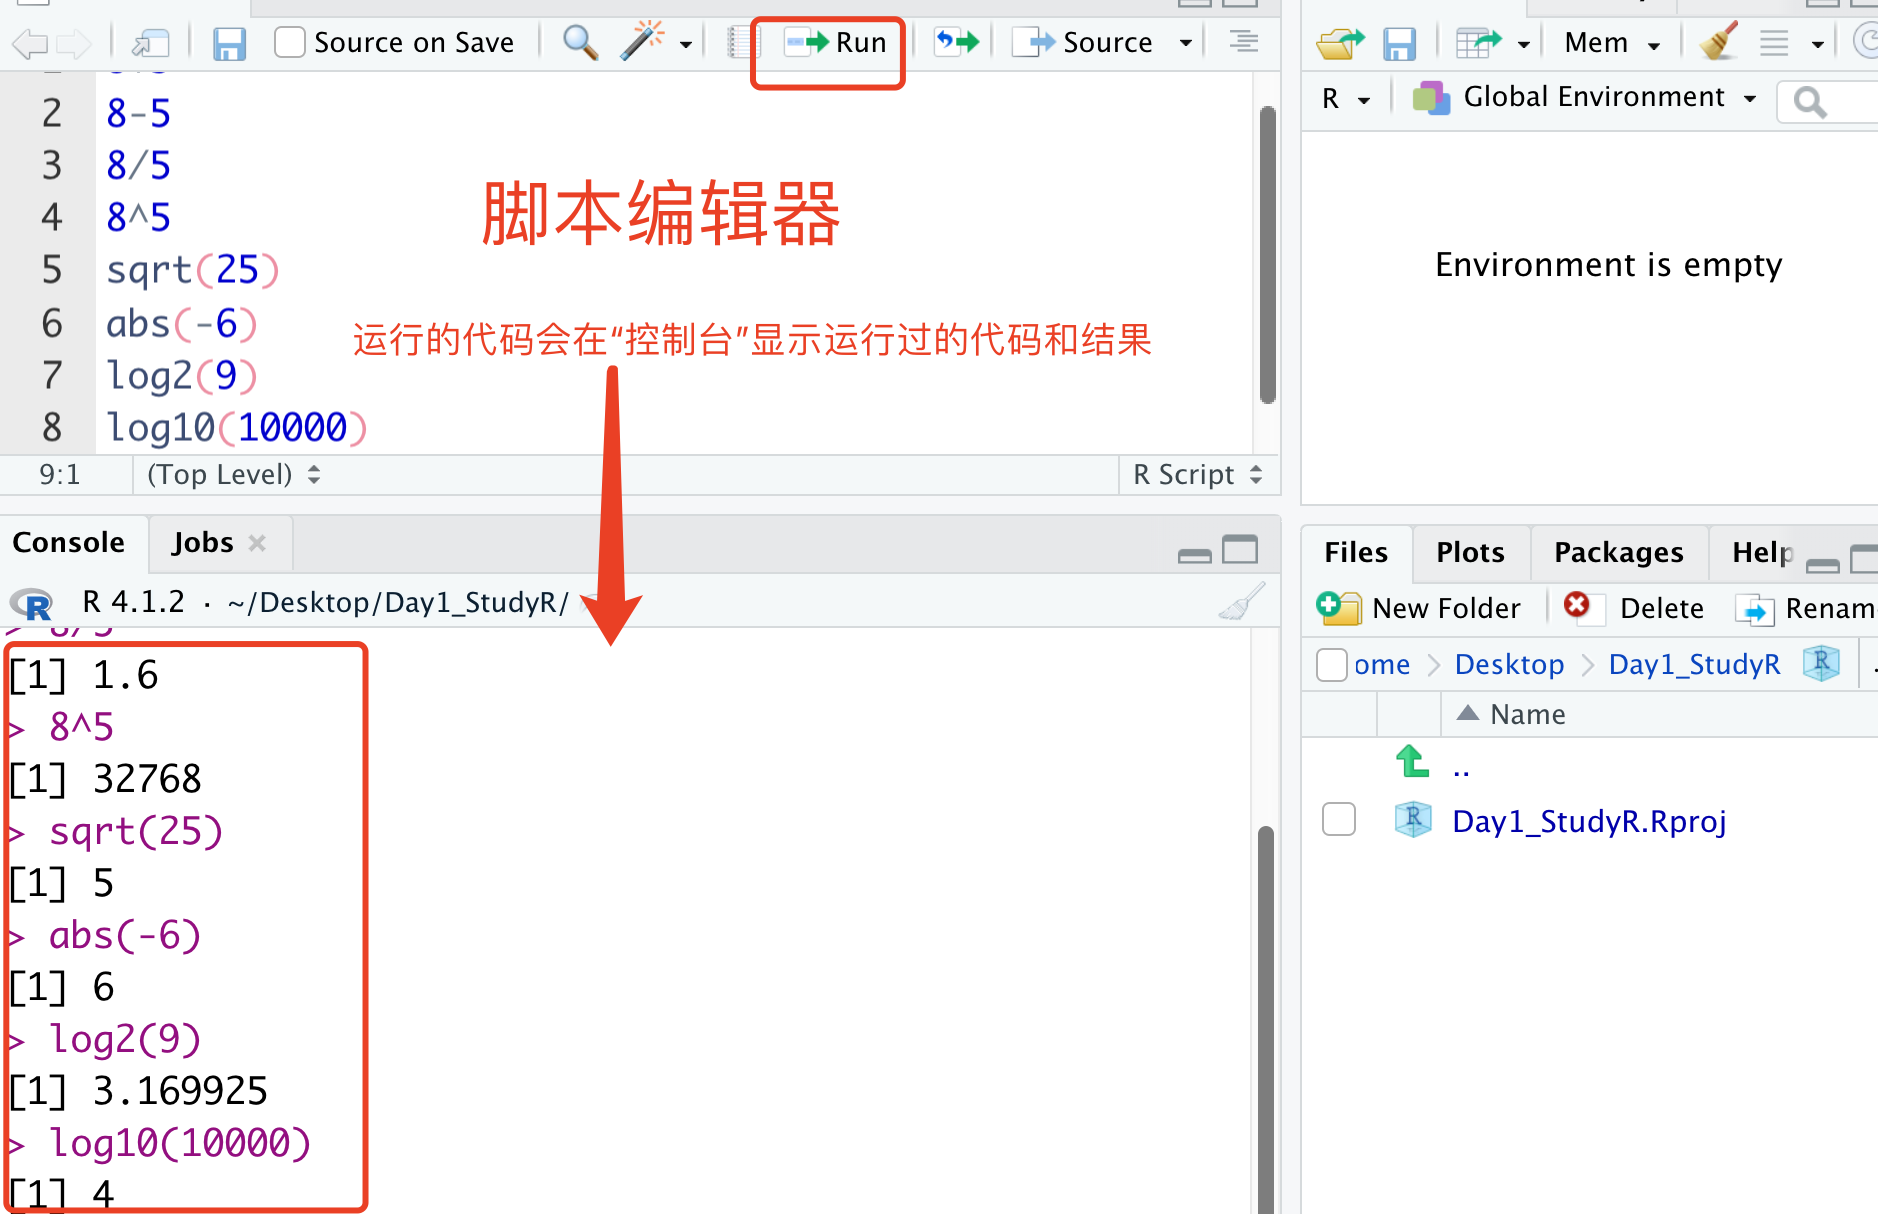 Source on Save
Run
Source
2 8-5
3 8/5
4 8^5
5 sqrt(25)
6 abs(-6)
7 log2(9)
8 log10(10000)
脚本编辑器
运行的代码会在“控制台”显示运行过的代码和结果
9:1 (Top Level) R Script
Console Jobs
R 4.1.2 · ~/Desktop/Day1_StudyR/
> 8/5
[1] 1.6
> 8^5
[1] 32768
> sqrt(25)
[1] 5
> abs(-6)
[1] 6
> log2(9)
[1] 3.169925
> log10(10000)
[1] 4
Mem
R Global Environment
Environment is empty
Files Plots Packages Help
New Folder Delete Renam
ome Desktop Day1_StudyR
Name
..
Day1_StudyR.Rproj